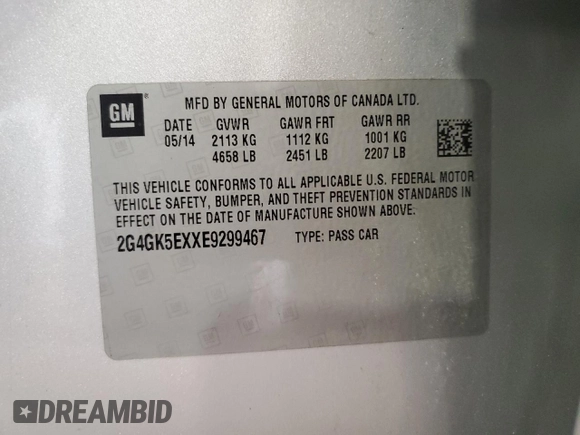 GM
MFD BY GENERAL MOTORS OF CANADA LTD.
DATE GVWR GAWR FRT GAWR RR
05/14 2113 KG 1112 KG 1001 KG
4658 LB 2451 LB 2207 LB
THIS VEHICLE CONFORMS TO ALL APPLICABLE U.S. FEDERAL MOTOR
VEHICLE SAFETY, BUMPER, AND THEFT PREVENTION STANDARDS IN
EFFECT ON THE DATE OF MANUFACTURE SHOWN ABOVE.
2G4GK5EXXE9299467 TYPE: PASS CAR
DREAMBID